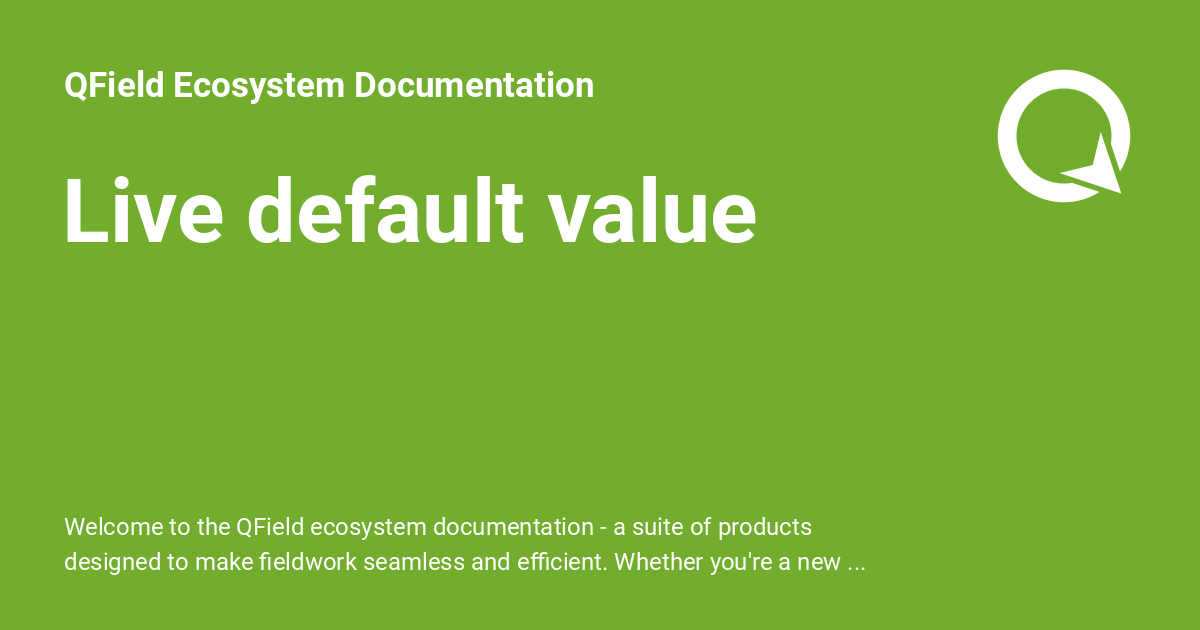 QField Ecosystem Documentation
Live default value
Welcome to the QField ecosystem documentation - a suite of products
designed to make fieldwork seamless and efficient. Whether you're a new ...